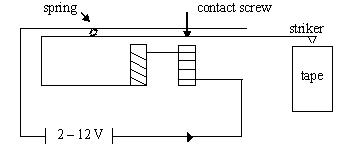 spring
contact screw
striker
tape
2 – 12 V